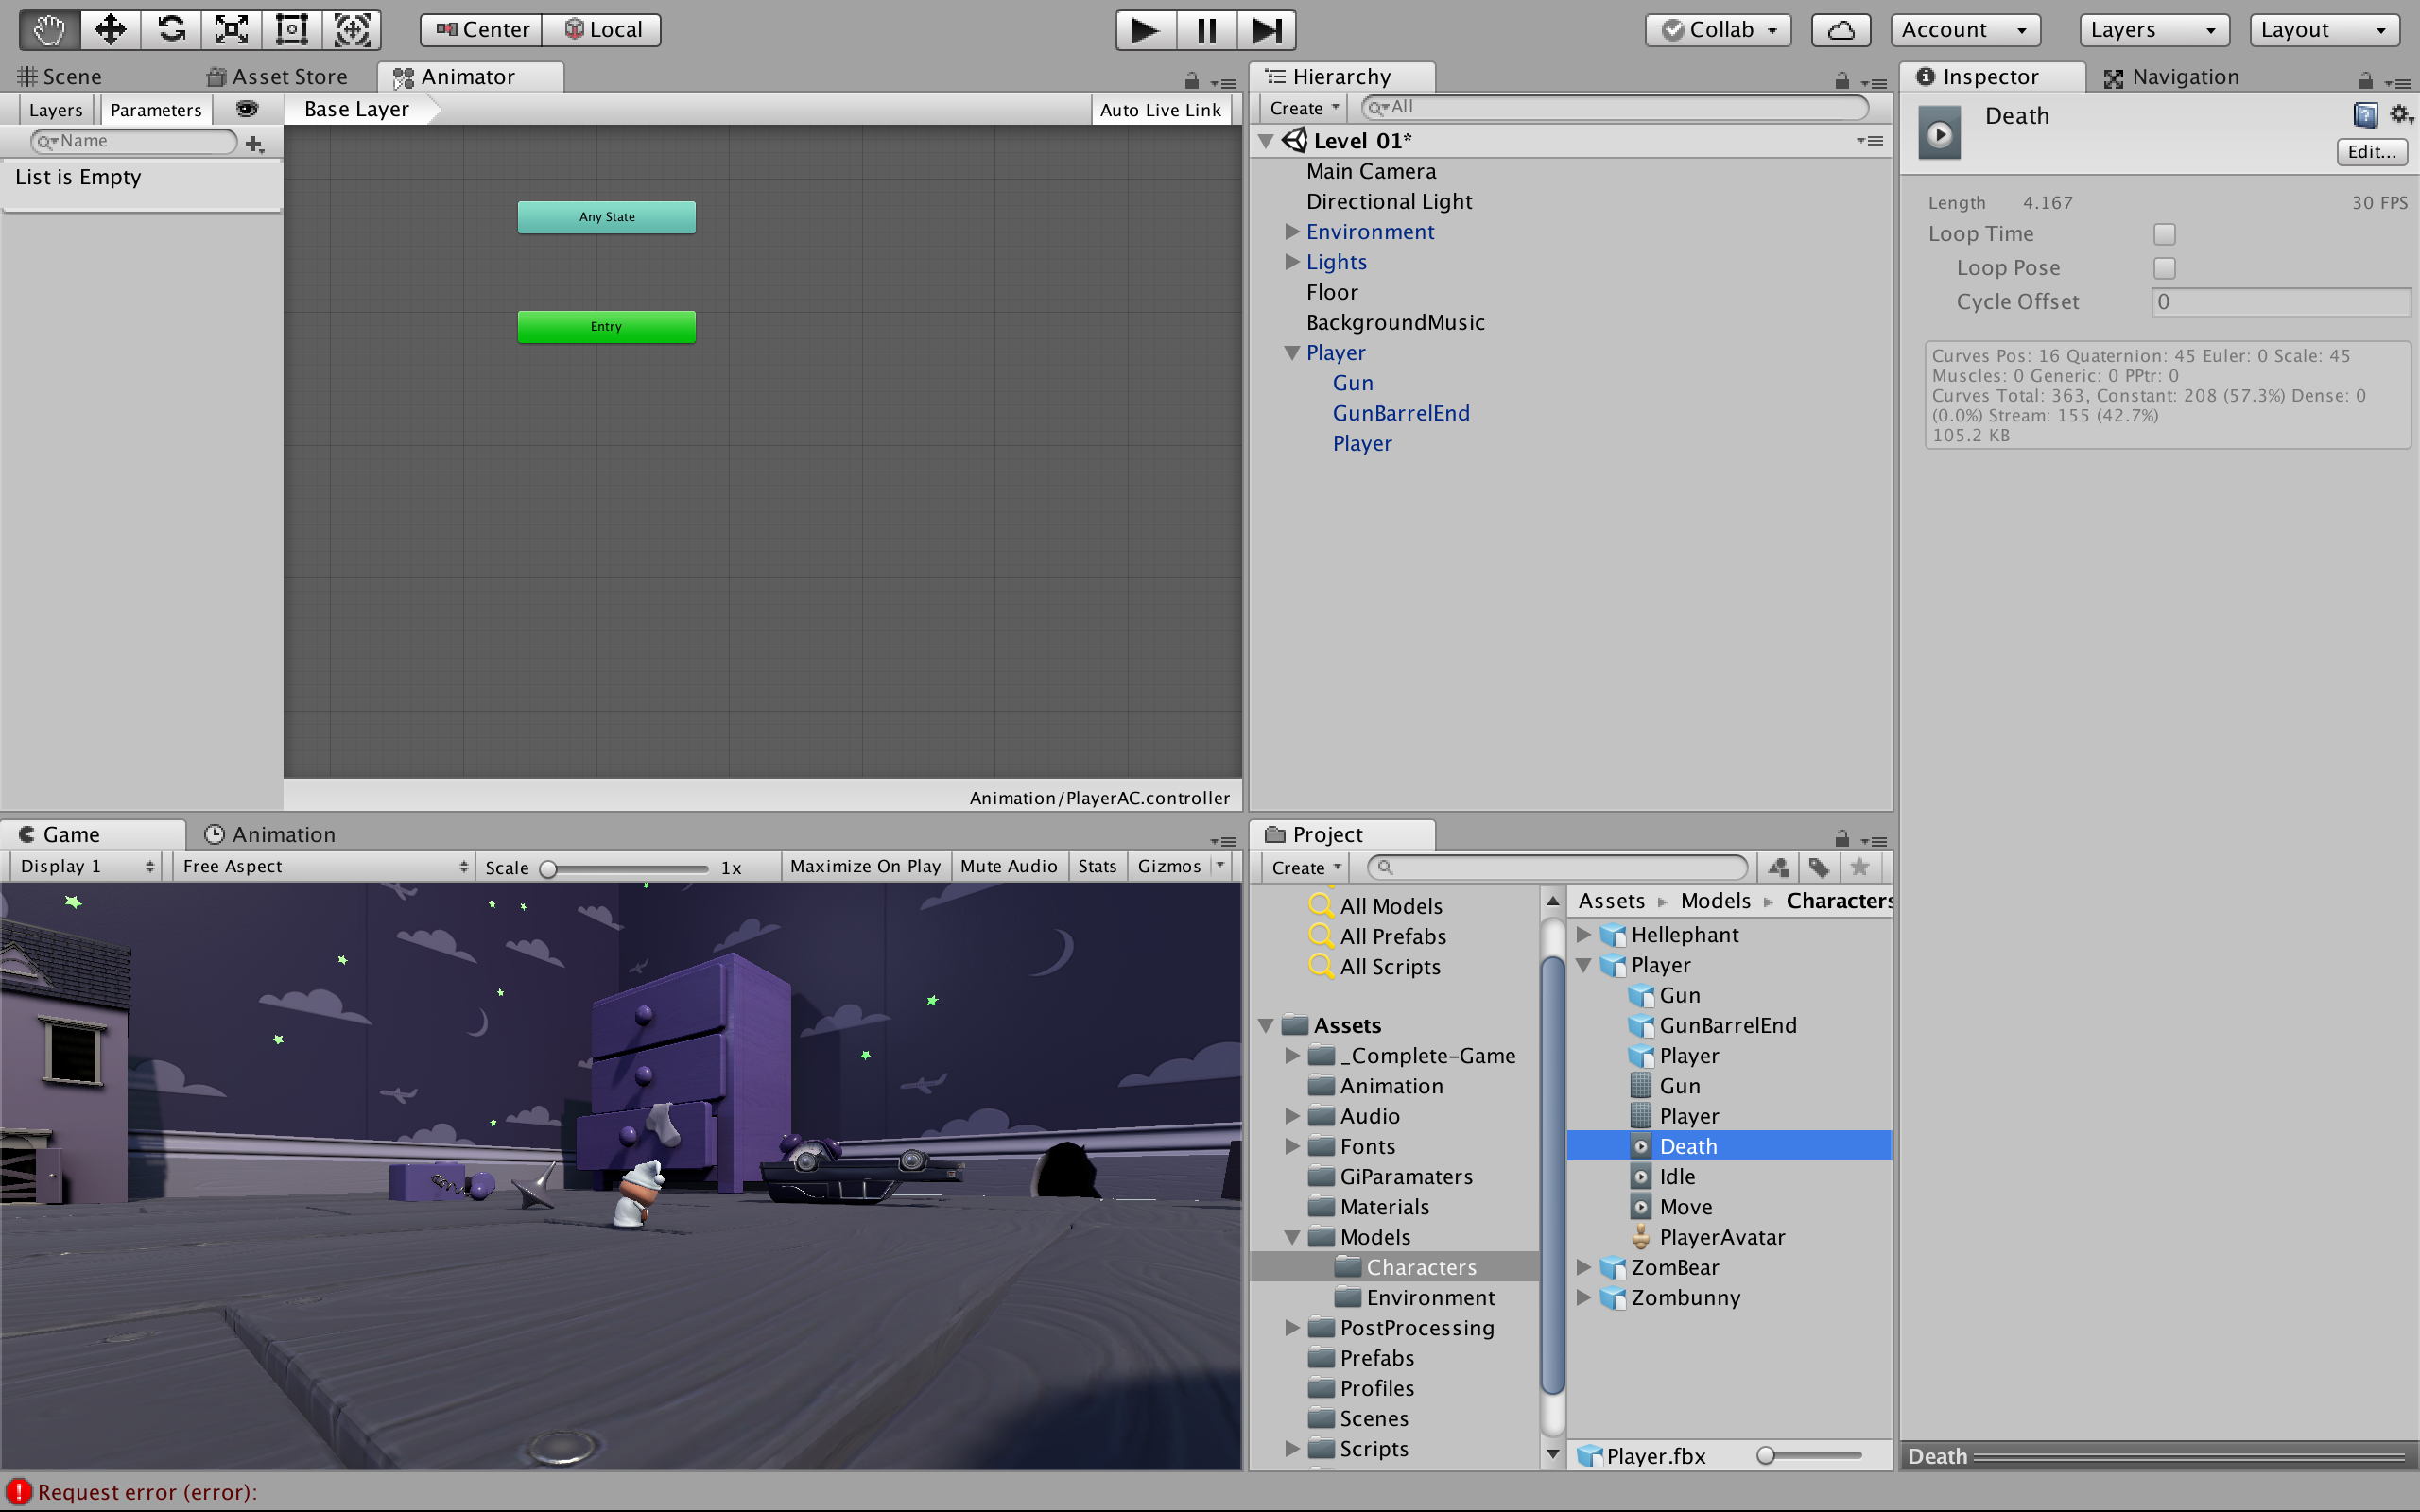 Center Local Collab Account Layers Layout
Scene Asset Store Animator
Layers Parameters Base Layer Auto Live Link
Name
List is Empty
Any State
Entry
Animation/PlayerAC.controller
Hierarchy
Create All
Level 01*
Main Camera
Directional Light
Environment
Lights
Floor
BackgroundMusic
Player
Gun
GunBarrelEnd
Player
Inspector Navigation
Death
Edit...
Length 4.167 30 FPS
Loop Time
Loop Pose
Cycle Offset 0
Curves Pos: 16 Quaternion: 45 Euler: 0 Scale: 45
Muscles: 0 Generic: 0 PPtr: 0
Curves Total: 363, Constant: 208 (57.3%) Dense: 0
(0.0%) Stream: 155 (42.7%)
105.2 KB
Game Animation
Display 1 Free Aspect Scale 1x Maximize On Play Mute Audio Stats Gizmos
Project
Create
All Models
All Prefabs
All Scripts
Assets
_Complete-Game
Animation
Audio
Fonts
GiParamaters
Materials
Models
Characters
Environment
PostProcessing
Prefabs
Profiles
Scenes
Scripts
Assets Models Characters
Hellephant
Player
Gun
GunBarrelEnd
Player
Gun
Player
Death
Idle
Move
PlayerAvatar
ZomBear
Zombunny
Player.fbx
Death
Request error (error):